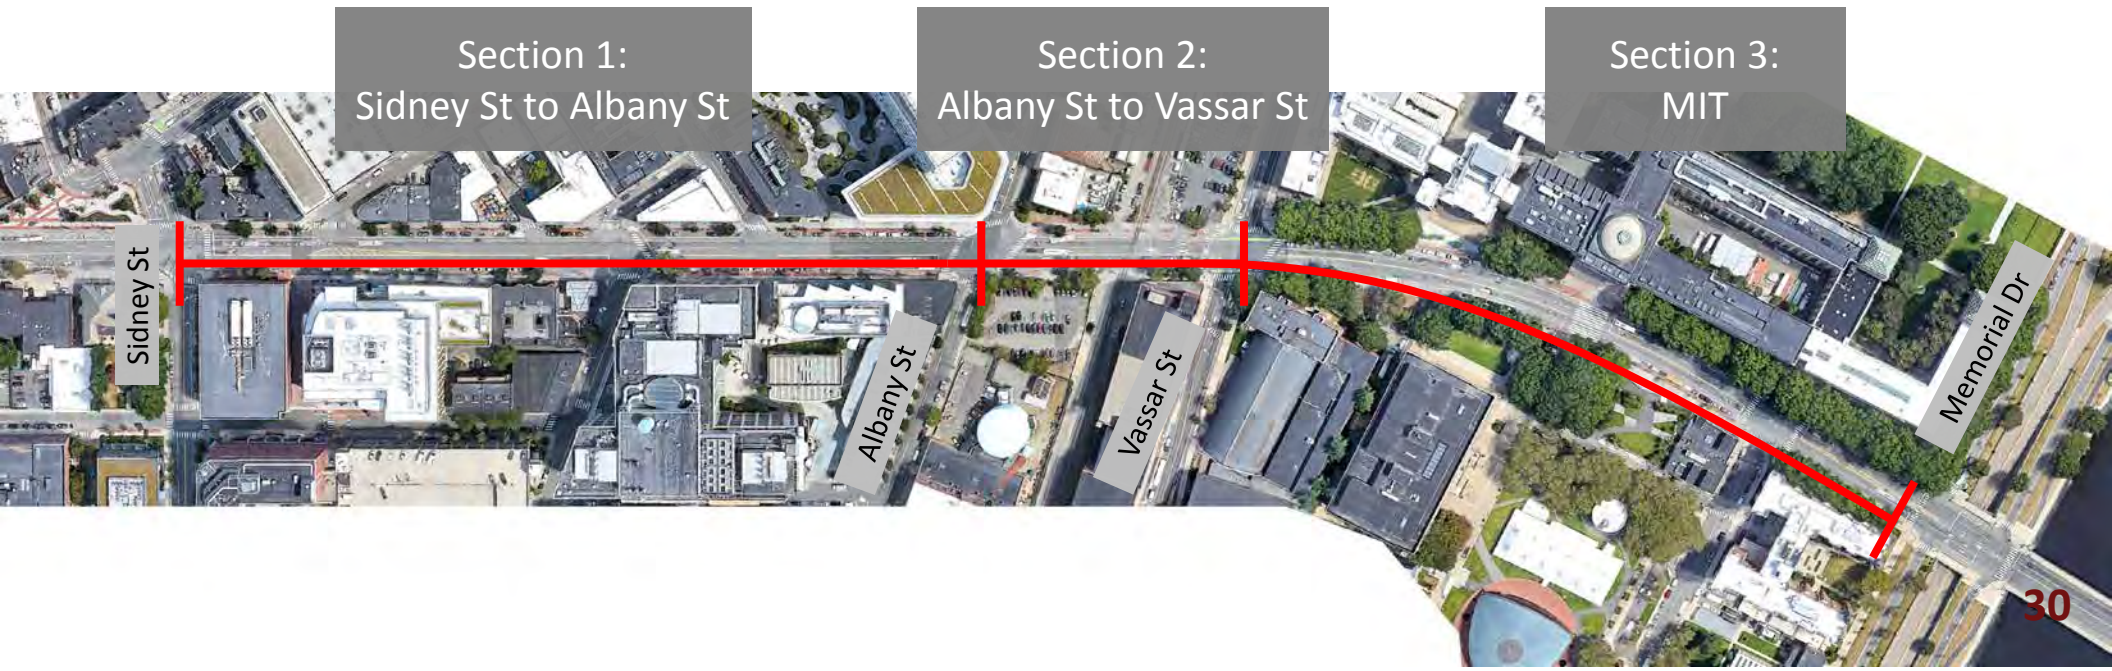 Section 1:
Sidney St to Albany St
Section 2:
Albany St to Vassar St
Section 3:
MIT
Sidney St
Albany St
Vassar St
Memorial Dr
30